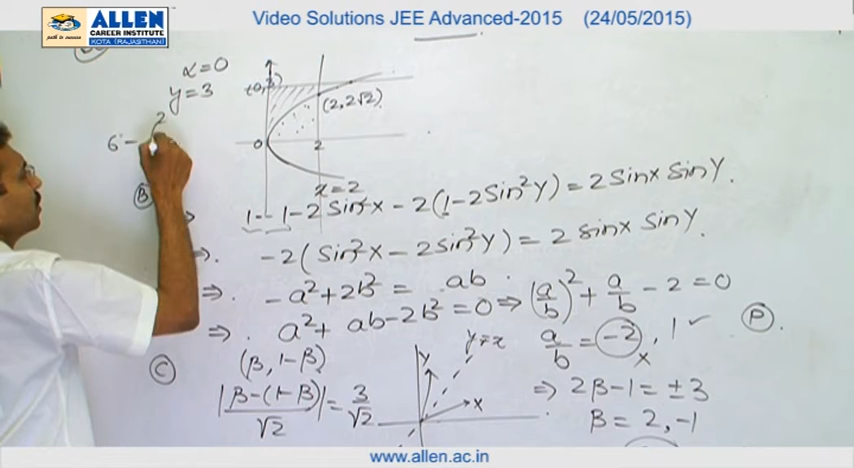 ALLEN
CAREER INSTITUTE
path to success
KOTA (RAJASTHAN)
Video Solutions JEE Advanced-2015 (24/05/2015)
x=0
y=3
(0,3)
(2,2√2)
6-∫²
0
2
x=2
(B) ⇒ 1-1-2 sin²x-2(1-2sin²y)=2sinx siny.
⇒. -2(sin²x-2sin²y)=2sinx siny.
⇒. -a²+2b²= ab. (a/b)²+a/b-2=0
⇒. a²+ab-2b²=0⇒
a/b=-2, 1 ✓
x
(P).
(C) (β, 1-β)
|β-(1-β)/√2|=3/√2
Y
y=x
X
⇒ 2β-1=±3
β=2,-1
www.allen.ac.in